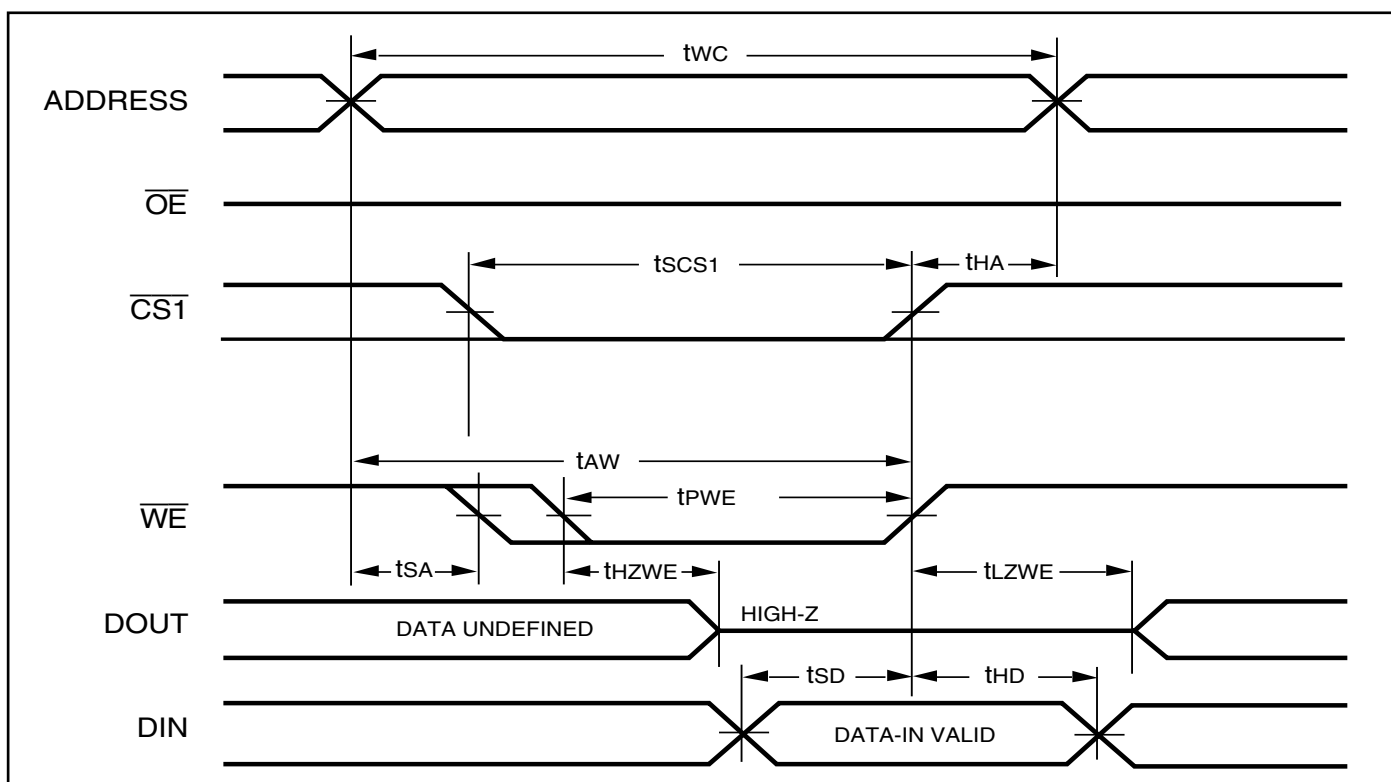 tWC
ADDRESS
OE
tSCS1
tHA
CS1
tAW
tPWE
WE
tSA
tHZWE
tLZWE
DOUT
DATA UNDEFINED
HIGH-Z
tSD
tHD
DIN
DATA-IN VALID